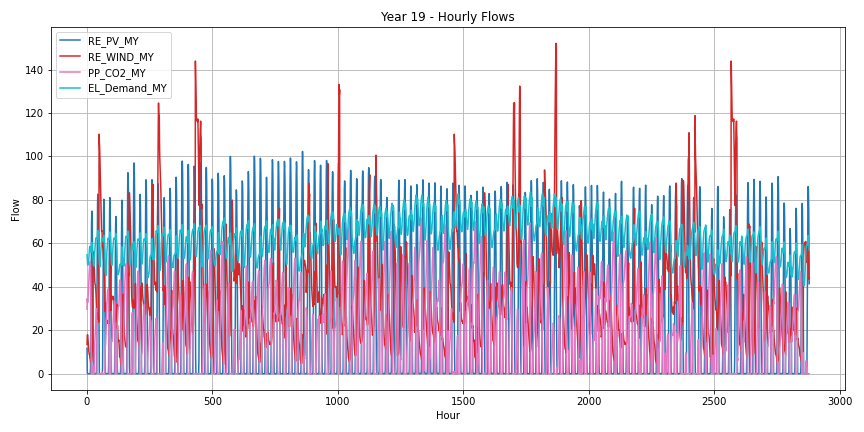 Year 19 - Hourly Flows
RE_PV_MY
RE_WIND_MY
PP_CO2_MY
EL_Demand_MY
140
120
100
80
60
40
20
0
Flow
0 500 1000 1500 2000 2500 3000
Hour